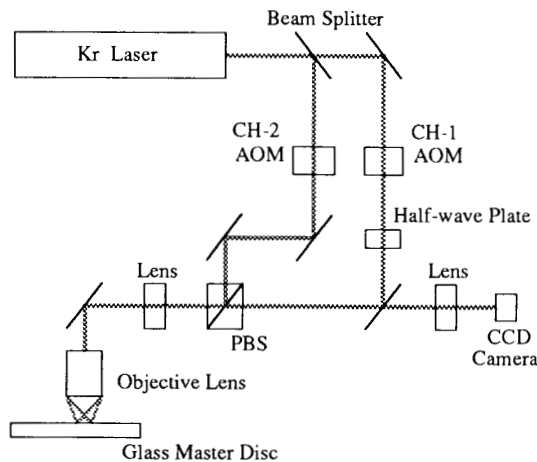 Beam Splitter
Kr Laser
CH-2
AOM
CH-1
AOM
Half-wave Plate
Lens
Lens
PBS
CCD
Camera
Objective Lens
Glass Master Disc